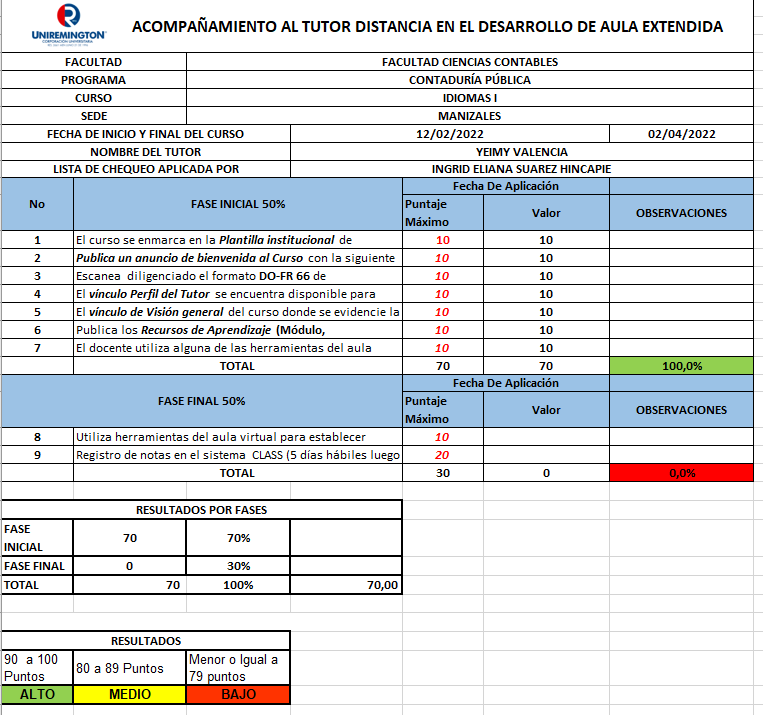 UNIREMINGTON
CORPORACIÓN UNIVERSITARIA
ACOMPAÑAMIENTO AL TUTOR DISTANCIA EN EL DESARROLLO DE AULA EXTENDIDA
FACULTAD FACULTAD CIENCIAS CONTABLES
PROGRAMA CONTADURÍA PÚBLICA
CURSO IDIOMAS I
SEDE MANIZALES
FECHA DE INICIO Y FINAL DEL CURSO 12/02/2022 02/04/2022
NOMBRE DEL TUTOR YEIMY VALENCIA
LISTA DE CHEQUEO APLICADA POR INGRID ELIANA SUAREZ HINCAPIE
No FASE INICIAL 50% Fecha De Aplicación
Puntaje Máximo Valor OBSERVACIONES
1 El curso se enmarca en la Plantilla institucional de 10 10
2 Publica un anuncio de bienvenida al Curso con la siguiente 10 10
3 Escanea diligenciado el formato DO-FR 66 de 10 10
4 El vínculo Perfil del Tutor se encuentra disponible para 10 10
5 El vínculo de Visión general del curso donde se evidencie la 10 10
6 Publica los Recursos de Aprendizaje (Módulo, 10 10
7 El docente utiliza alguna de las herramientas del aula 10 10
TOTAL 70 70 100,0%
FASE FINAL 50% Fecha De Aplicación
Puntaje Máximo Valor OBSERVACIONES
8 Utiliza herramientas del aula virtual para establecer 10
9 Registro de notas en el sistema CLASS (5 días hábiles luego 20
TOTAL 30 0 0,0%
RESULTADOS POR FASES
FASE INICIAL 70 70%
FASE FINAL 0 30%
TOTAL 70 100% 70,00
RESULTADOS
90 a 100 Puntos 80 a 89 Puntos Menor o Igual a 79 puntos
ALTO MEDIO BAJO